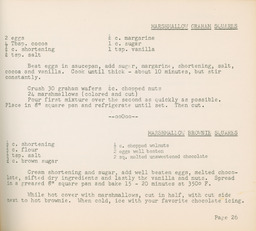 MARSHMALLOW GRAHAM SQUARES
2 eggs ½ c. margarine
4 Tbsp. cocoa 1 c. sugar
½ c. shortening 1 tsp. vanilla
¼ tsp. salt
Beat eggs in saucepan, add sugar, margarine, shortening, salt,
cocoa and vanilla. Cook until thick - about 10 minutes, but stir
constantly.
Crush 30 graham wafers ½ c. chopped nuts
24 marshmallows (colored and cut)
Pour first mixture over the second as quickly as possible.
Place in 8" square pan and refrigerate until set. Then cut.
--ooOoo--
MARSHMALLOW BROWNIE SQUARES
½ c. shortening ½ c. chopped walnuts
½ c. flour 2 eggs well beaten
½ tsp. salt 2 sq. melted unsweetened chocolate
1 c. brown sugar
Cream shortening and sugar, add well beaten eggs, melted choco-
late, sifted dry ingredients and lastly the vanilla and nuts. Spread
in a greased 8" square pan and bake 15 - 20 minutes at 350O F.
While hot cover with marshmallows, cut in half, with cut side
next to hot brownie. When cold, ice with your favorite chocolate icing.
Page 26